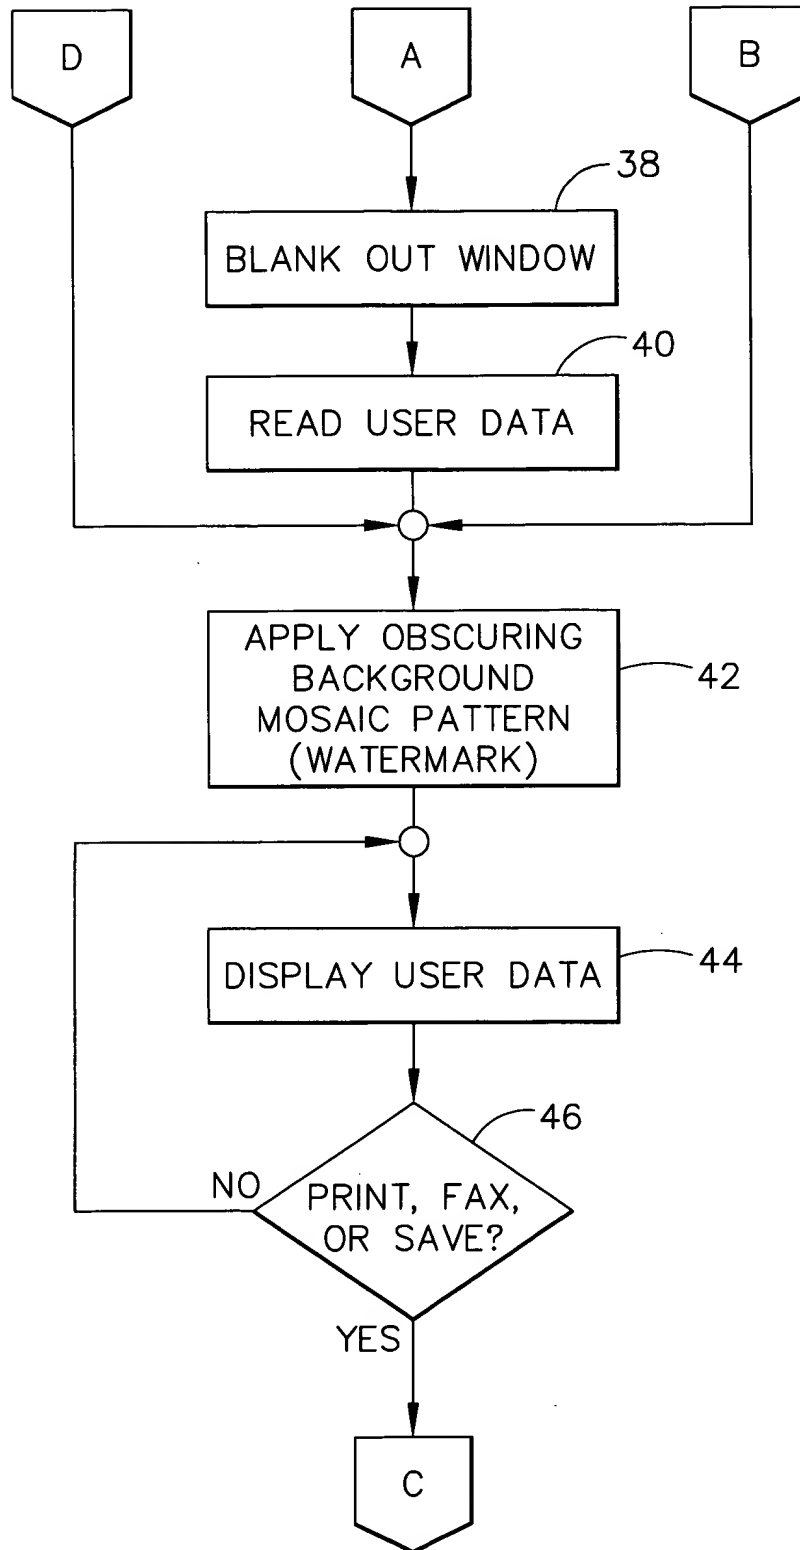 D
A
B
38
BLANK OUT WINDOW
40
READ USER DATA
APPLY OBSCURING
BACKGROUND
MOSAIC PATTERN
(WATERMARK)
42
DISPLAY USER DATA
44
46
NO
PRINT, FAX,
OR SAVE?
YES
C